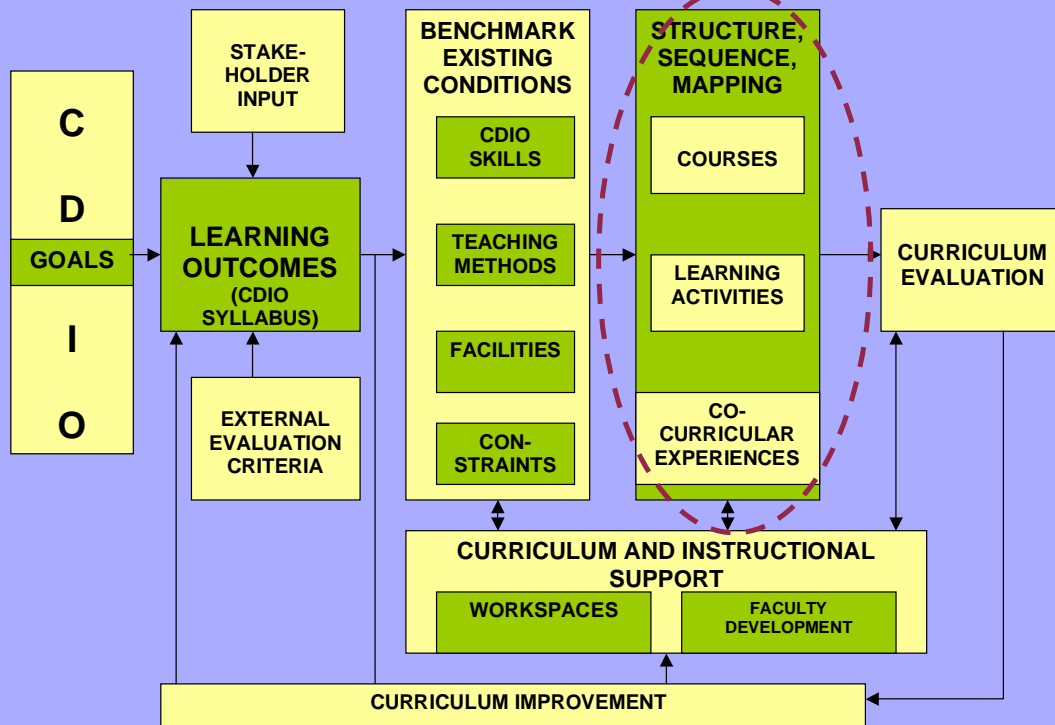 C
D
GOALS
I
O
STAKE-
HOLDER
INPUT
LEARNING
OUTCOMES
(CDIO
SYLLABUS)
EXTERNAL
EVALUATION
CRITERIA
BENCHMARK
EXISTING
CONDITIONS
CDIO
SKILLS
TEACHING
METHODS
FACILITIES
CON-
STRAINTS
STRUCTURE,
SEQUENCE,
MAPPING
COURSES
LEARNING
ACTIVITIES
CO-
CURRICULAR
EXPERIENCES
CURRICULUM
EVALUATION
CURRICULUM AND INSTRUCTIONAL
SUPPORT
WORKSPACES
FACULTY
DEVELOPMENT
CURRICULUM IMPROVEMENT